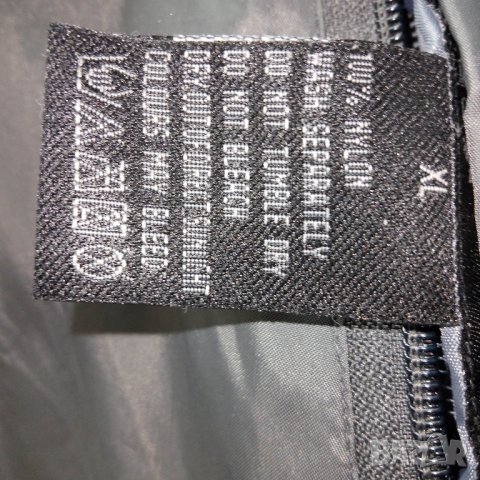 XL
100% NYLON
WASH SEPARATELY
DO NOT TUMBLE DRY
DO NOT BLEACH
COLOURS MAY BLEED